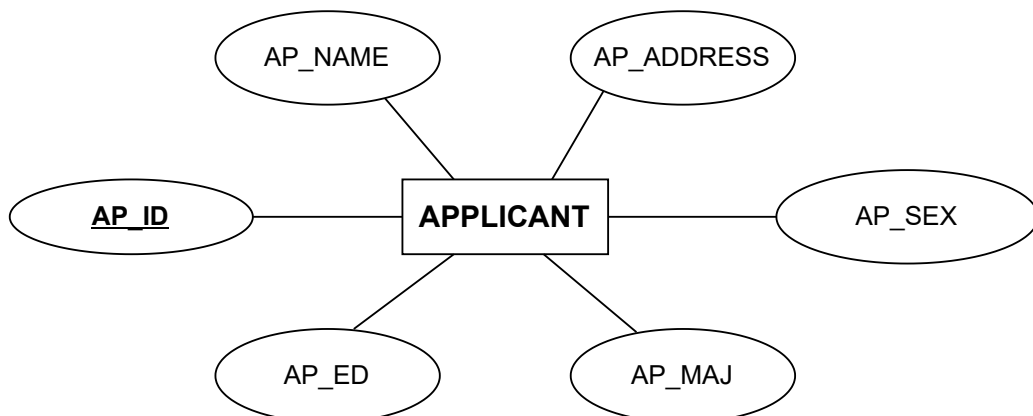 AP_NAME
AP_ADDRESS
AP_ID
APPLICANT
AP_SEX
AP_ED
AP_MAJ